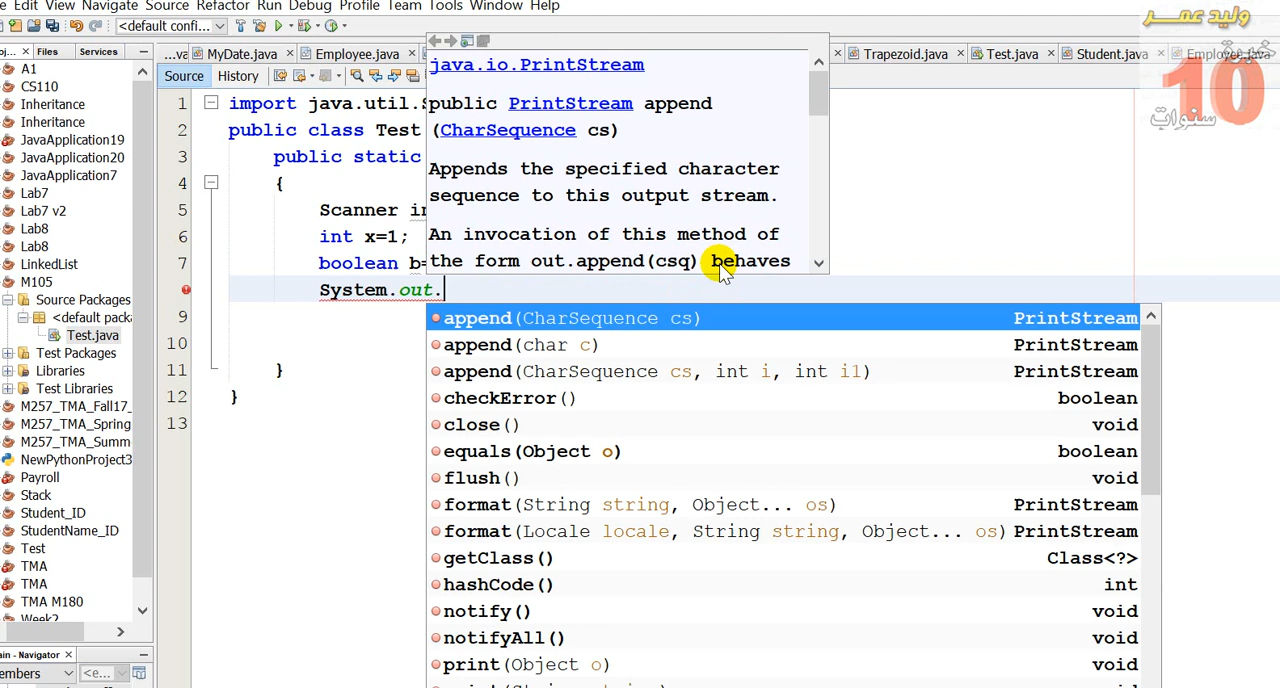 Edit View Navigate Source Refactor Run Debug Profile Team Tools Window Help
<default confi...
Files Services
...va MyDate.java Employee.java Trapezoid.java Test.java Student.java Employee.java
Source History
A1
CS110
Inheritance
Inheritance
JavaApplication19
JavaApplication20
JavaApplication7
Lab7
Lab7 v2
Lab8
Lab8
LinkedList
M105
Source Packages
<default packa
Test.java
Test Packages
Libraries
Test Libraries
M257_TMA_Fall17_
M257_TMA_Spring
M257_TMA_Summ
NewPythonProject3
Payroll
Stack
Student_ID
StudentName_ID
Test
TMA
TMA
TMA M180
Week2
ain - Navigator
embers <e...
1 import java.util.S
2 public class Test
3 public static
4 {
5 Scanner in
6 int x=1;
7 boolean b=
System.out.
9
10
11 }
12 }
13
java.io.PrintStream
public PrintStream append
(CharSequence cs)
Appends the specified character
sequence to this output stream.
An invocation of this method of
the form out.append(csq) behaves
append(CharSequence cs) PrintStream
append(char c) PrintStream
append(CharSequence cs, int i, int i1) PrintStream
checkError() boolean
close() void
equals(Object o) boolean
flush() void
format(String string, Object... os) PrintStream
format(Locale locale, String string, Object... os) PrintStream
getClass() Class<?>
hashCode() int
notify() void
notifyAll() void
print(Object o) void
وليد عمر
خبرة
10
سنوات